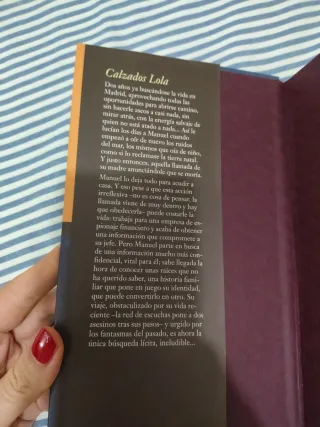 Calzados Lola
Dos años ya buscándose la vida en
Madrid, aprovechando todas las
oportunidades para abrirse camino,
sin hacerle ascos a casi nada, sin
mirar atrás, con la energía salvaje de
quien no está atado a nada... Así le
lucían los días a Manuel cuando
empezó a oír de nuevo los ruidos
del mar, los mismos que oía de niño,
como si lo reclamase la tierra natal.
Y justo entonces, aquella llamada de
su madre anunciándole que se moría.
Manuel lo deja todo para acudir a
casa. Y eso pese a que esta acción
irreflexiva –no es cosa de pensar, la
llamada viene de muy dentro y hay
que obedecerla– puede costarle la
vida: trabaja para una empresa de es-
pionaje financiero y acaba de obtener
una información que compromete a
su jefe. Pero Manuel parte en busca
de una información mucho más con-
fidencial, vital para él; sabe llegada la
hora de conocer unas raíces que no
ha querido saber, una historia fami-
liar que pone en juego su identidad,
que puede convertirlo en otro. Su
viaje, obstaculizado por su vida re-
ciente –la red de escuchas pone a dos
asesinos tras sus pasos– y urgido por
los fantasmas del pasado, es ahora la
única búsqueda lícita, ineludible...